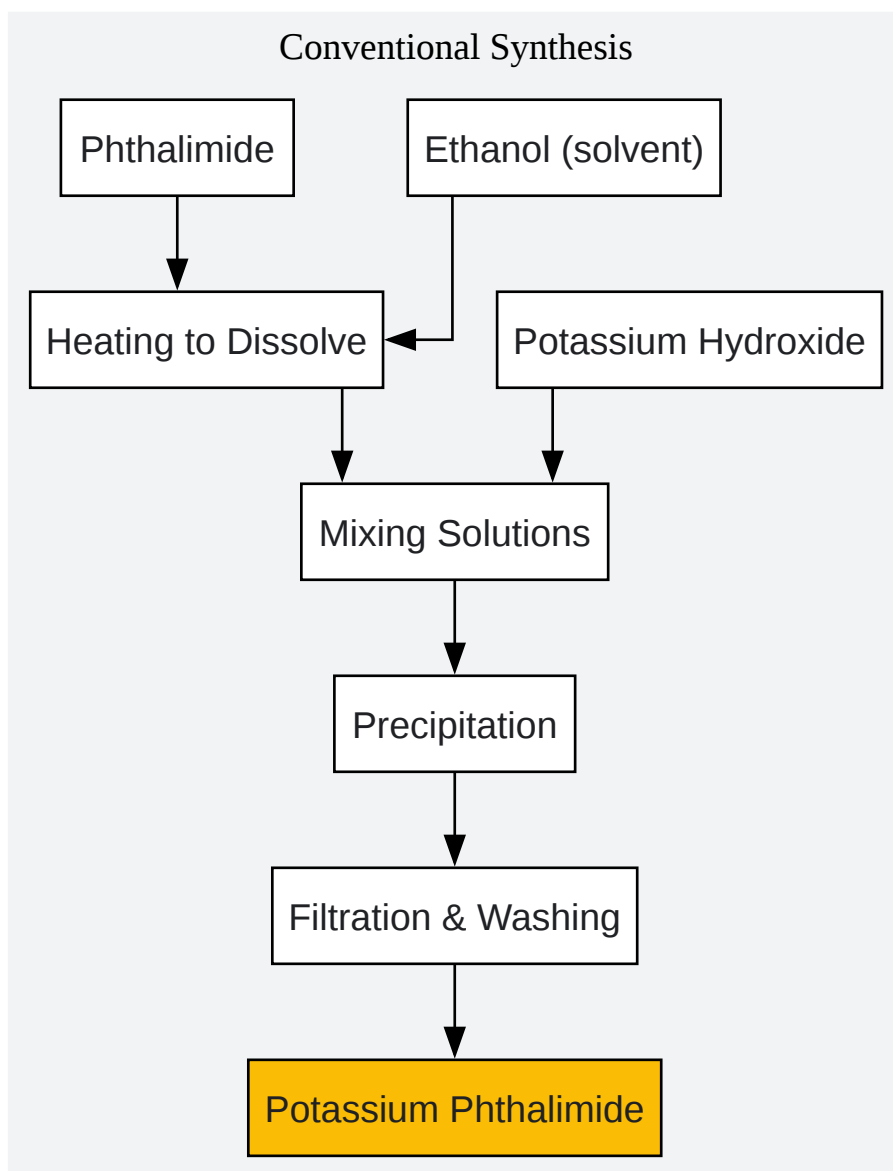 Conventional Synthesis
Phthalimide
Ethanol (solvent)
Heating to Dissolve
Potassium Hydroxide
Mixing Solutions
Precipitation
Filtration & Washing
Potassium Phthalimide